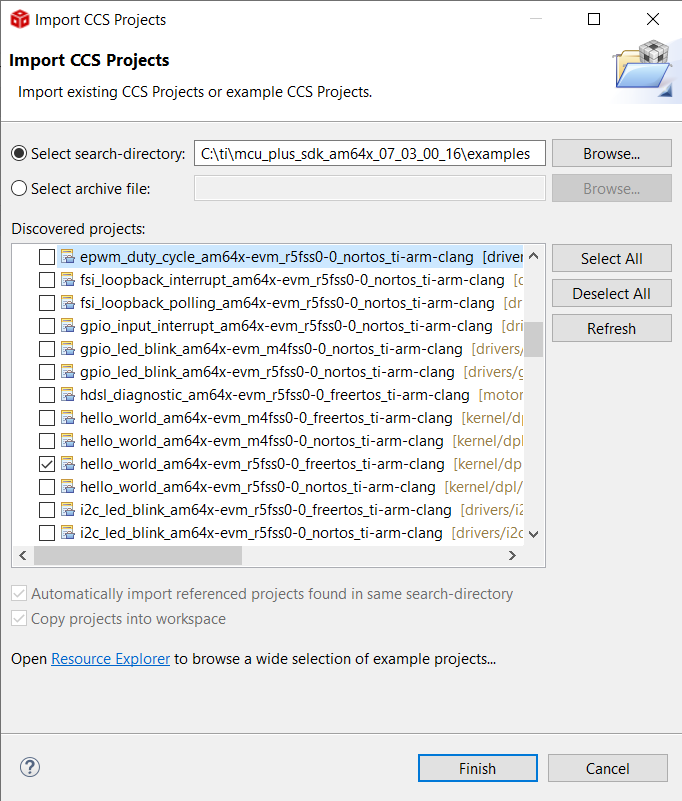 Import CCS Projects
Import CCS Projects
Import existing CCS Projects or example CCS Projects.
Select search-directory: C:\ti\mcu_plus_sdk_am64x_07_03_00_16\examples Browse...
Select archive file: Browse...
Discovered projects:
epwm_duty_cycle_am64x-evm_r5fss0-0_nortos_ti-arm-clang [driver
fsi_loopback_interrupt_am64x-evm_r5fss0-0_nortos_ti-arm-clang [d
fsi_loopback_polling_am64x-evm_r5fss0-0_nortos_ti-arm-clang [dr
gpio_input_interrupt_am64x-evm_r5fss0-0_nortos_ti-arm-clang [dri
gpio_led_blink_am64x-evm_m4fss0-0_nortos_ti-arm-clang [drivers/
gpio_led_blink_am64x-evm_r5fss0-0_nortos_ti-arm-clang [drivers/g
hdsl_diagnostic_am64x-evm_r5fss0-0_freertos_ti-arm-clang [motor
hello_world_am64x-evm_m4fss0-0_freertos_ti-arm-clang [kernel/dp
hello_world_am64x-evm_m4fss0-0_nortos_ti-arm-clang [kernel/dpl
hello_world_am64x-evm_r5fss0-0_freertos_ti-arm-clang [kernel/dp
hello_world_am64x-evm_r5fss0-0_nortos_ti-arm-clang [kernel/dpl/
i2c_led_blink_am64x-evm_r5fss0-0_freertos_ti-arm-clang [drivers/i2
i2c_led_blink_am64x-evm_r5fss0-0_nortos_ti-arm-clang [drivers/i2c
Select All
Deselect All
Refresh
Automatically import referenced projects found in same search-directory
Copy projects into workspace
Open Resource Explorer to browse a wide selection of example projects...
? Finish Cancel